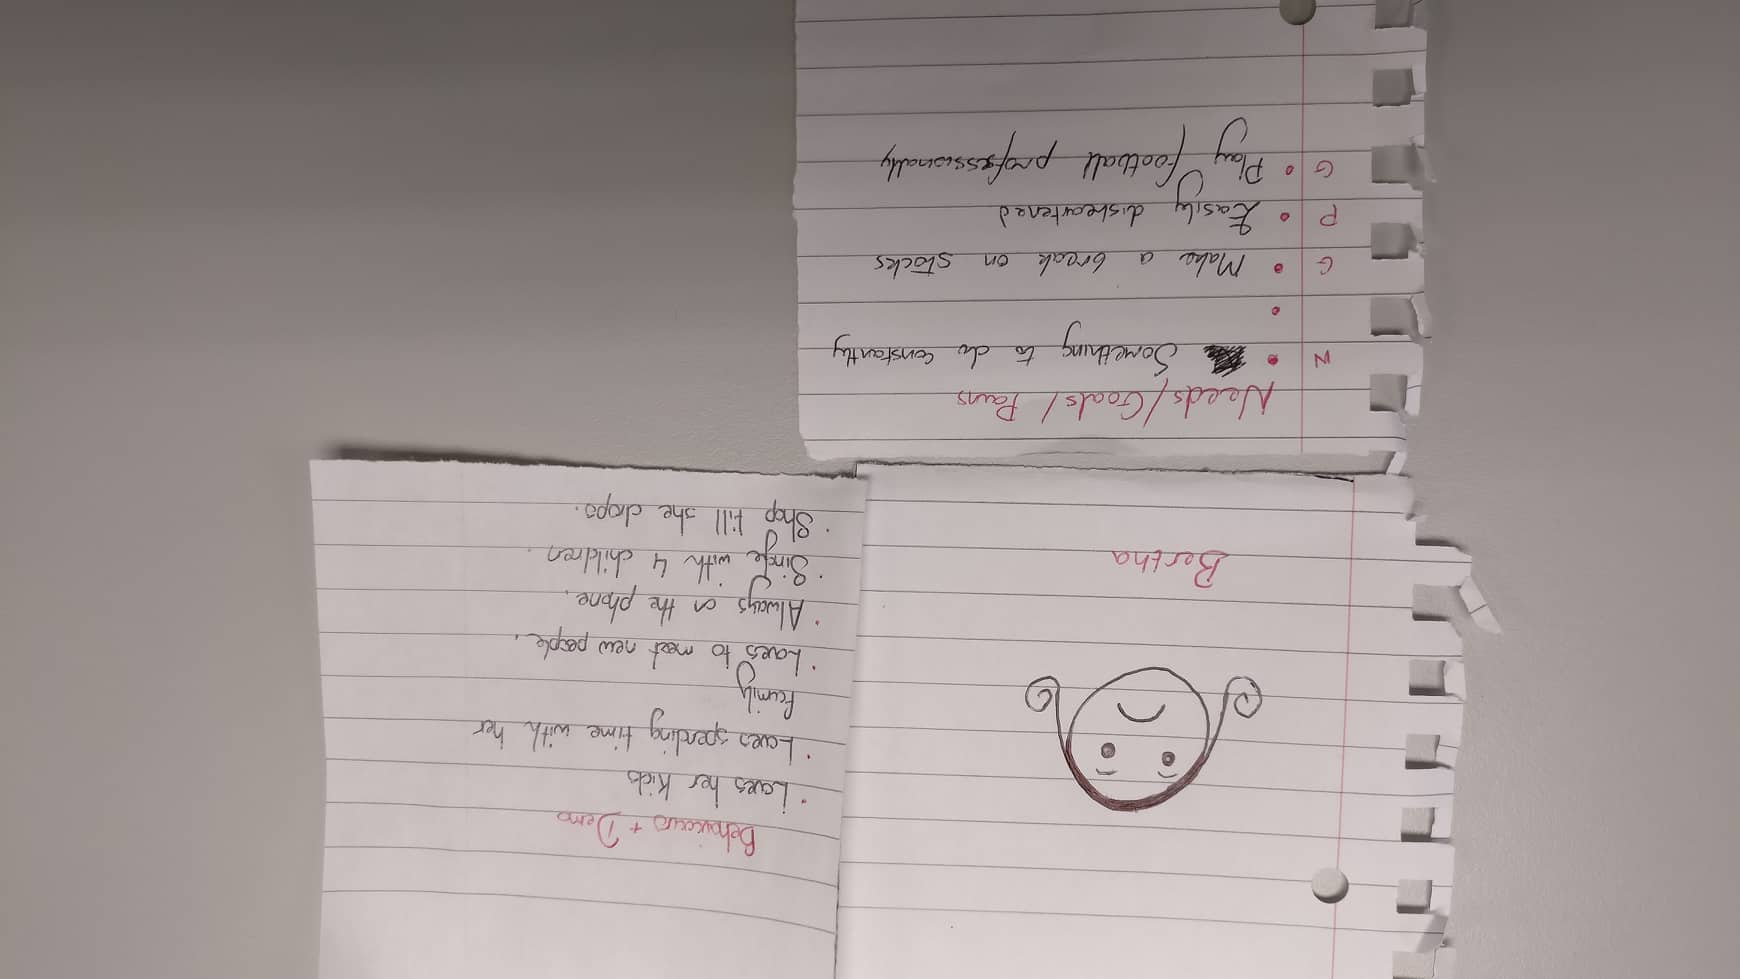 Bertha
Behaviours + Demo
• Loves her kids
• Loves spending time with her
family
• Loves to meet new people.
• Always on the phone.
• Single with 4 children.
• Shop till she drops.
Needs/Goals/Pains
N • Something to do constantly
•
G • Make a break on stocks
P • Easily disheartened
G • Play football professionally